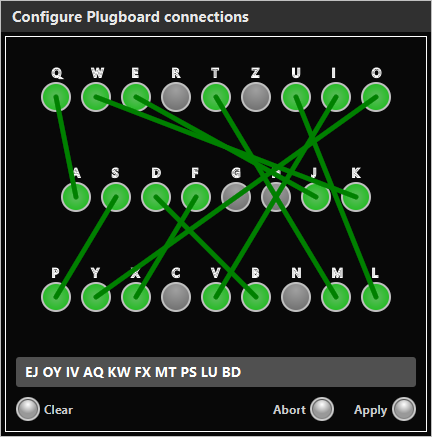 Configure Plugboard connections
Q W E R T Z U I O
A S D F G H J K
P Y X C V B N M L
EJ OY IV AQ KW FX MT PS LU BD
Clear Abort Apply